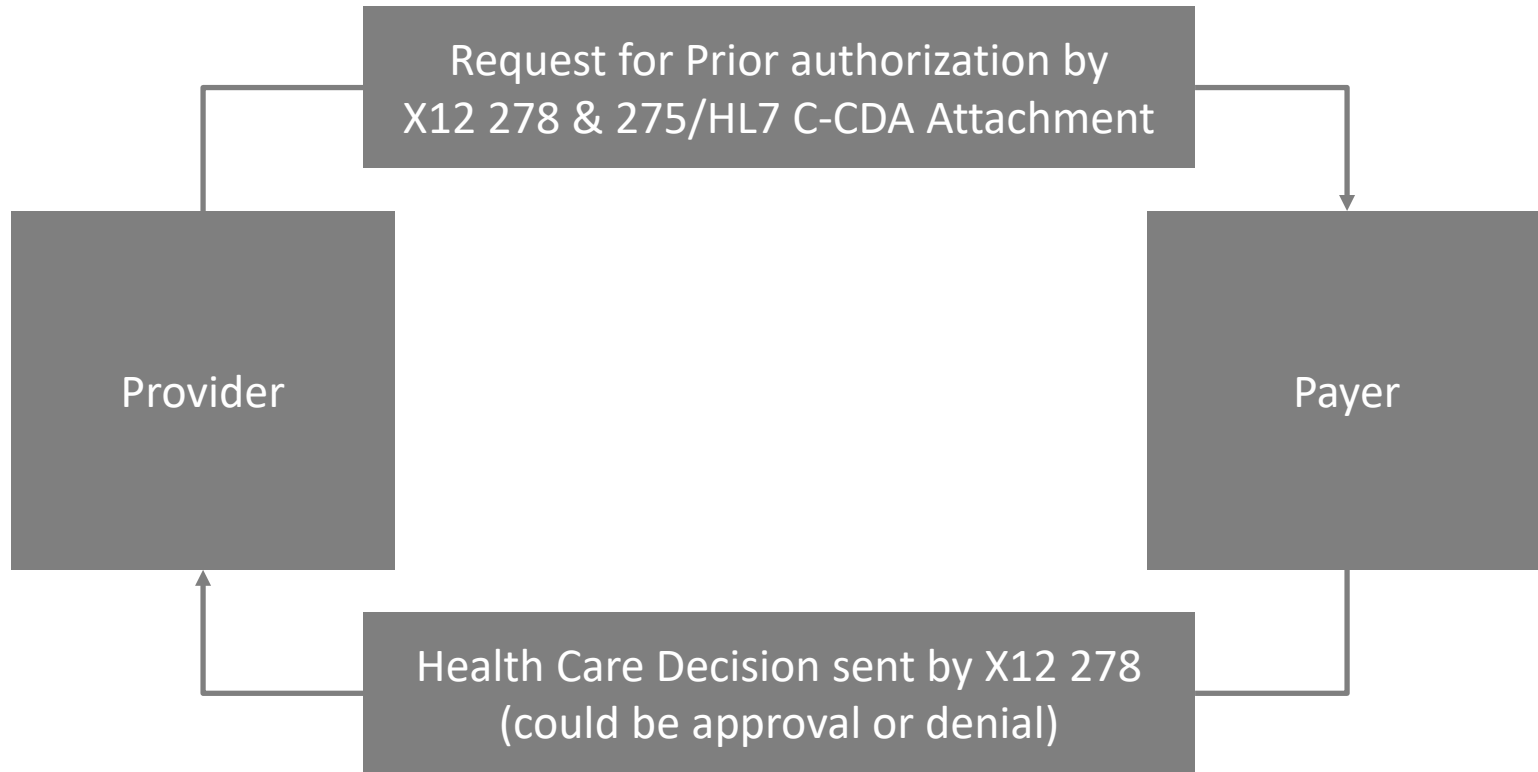 Request for Prior authorization by
X12 278 & 275/HL7 C-CDA Attachment
Provider
Payer
Health Care Decision sent by X12 278
(could be approval or denial)